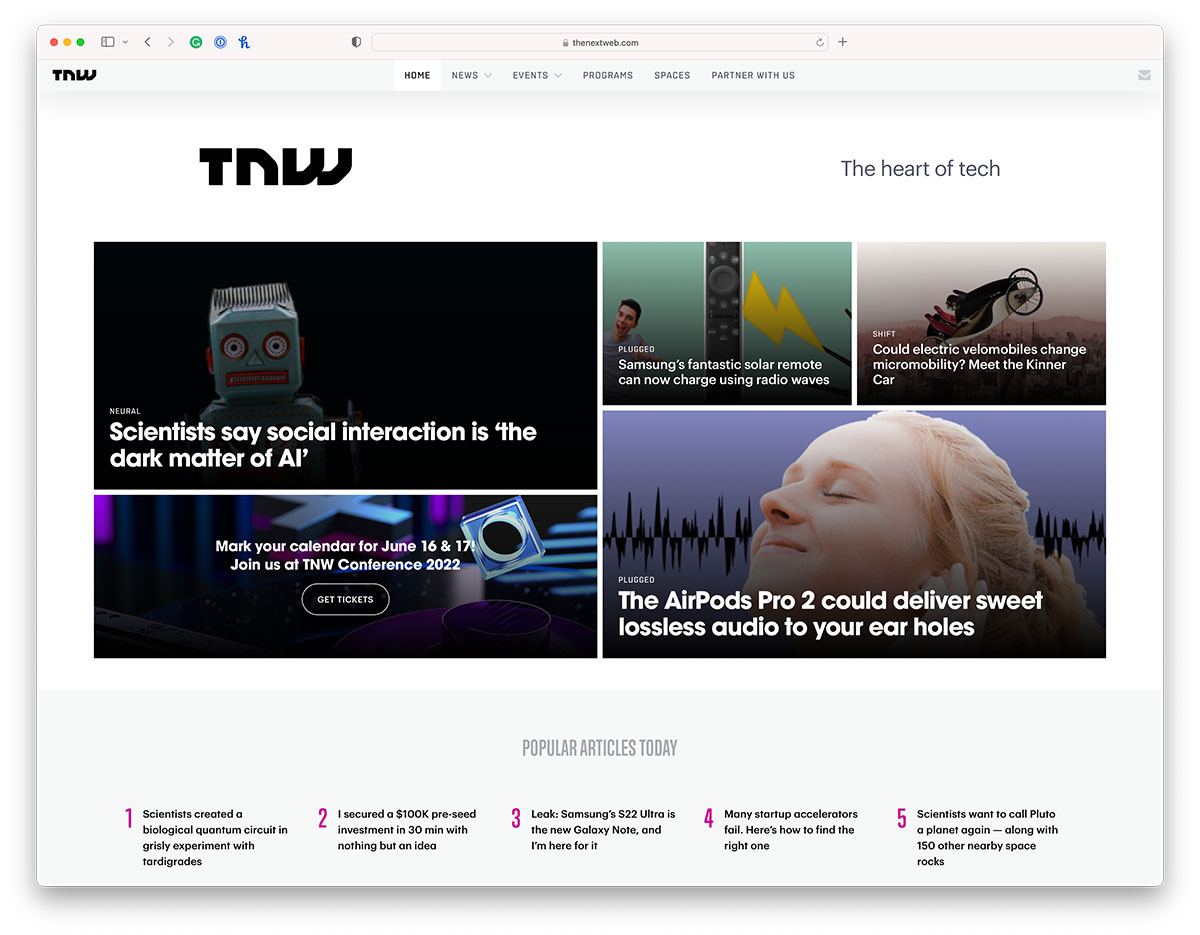 thenextweb.com
TNW
HOME
NEWS
EVENTS
PROGRAMS
SPACES
PARTNER WITH US
TNW
The heart of tech
NEURAL
Scientists say social interaction is ‘the
dark matter of AI’
PLUGGED
Samsung’s fantastic solar remote
can now charge using radio waves
SHIFT
Could electric velomobiles change
micromobility? Meet the Kinner
Car
Mark your calendar for June 16 & 17!
Join us at TNW Conference 2022
GET TICKETS
PLUGGED
The AirPods Pro 2 could deliver sweet
lossless audio to your ear holes
POPULAR ARTICLES TODAY
1
Scientists created a
biological quantum circuit in
grisly experiment with
tardigrades
2
I secured a $100K pre-seed
investment in 30 min with
nothing but an idea
3
Leak: Samsung’s S22 Ultra is
the new Galaxy Note, and
I’m here for it
4
Many startup accelerators
fail. Here’s how to find the
right one
5
Scientists want to call Pluto
a planet again — along with
150 other nearby space
rocks